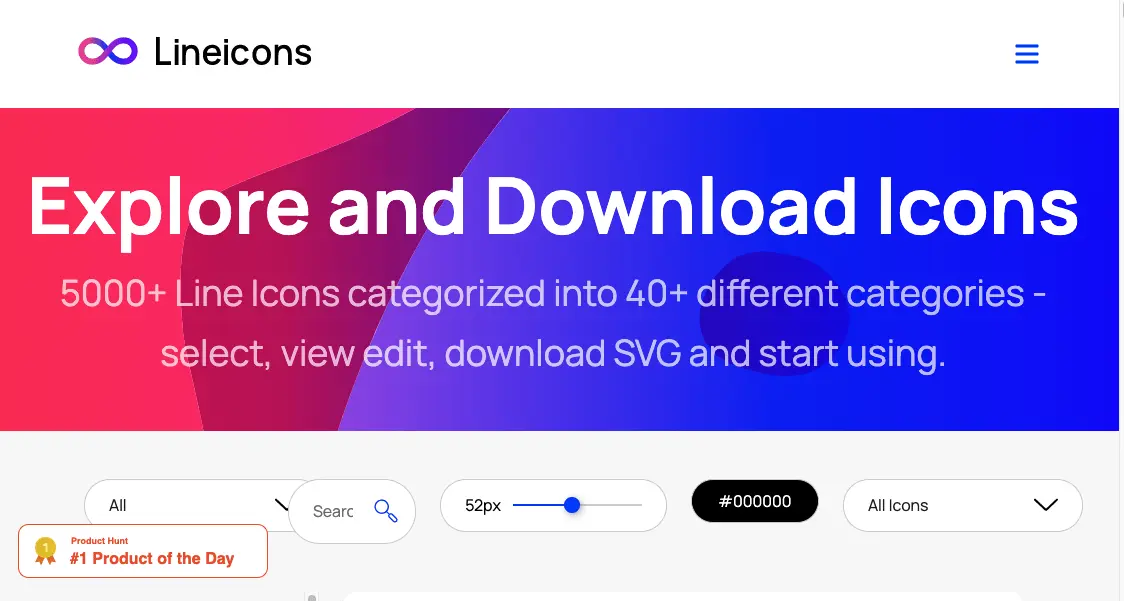 Lineicons
Explore and Download Icons
5000+ Line Icons categorized into 40+ different categories -
select, view edit, download SVG and start using.
All
Searc
52px
#000000
All Icons
1
Product Hunt
#1 Product of the Day